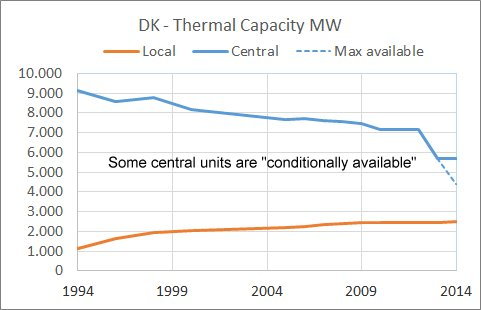 DK - Thermal Capacity MW
Local Central Max available
10.000
9.000
8.000
7.000
6.000
5.000
Some central units are "conditionally available"
4.000
3.000
2.000
1.000
0
1994 1999 2004 2009 2014